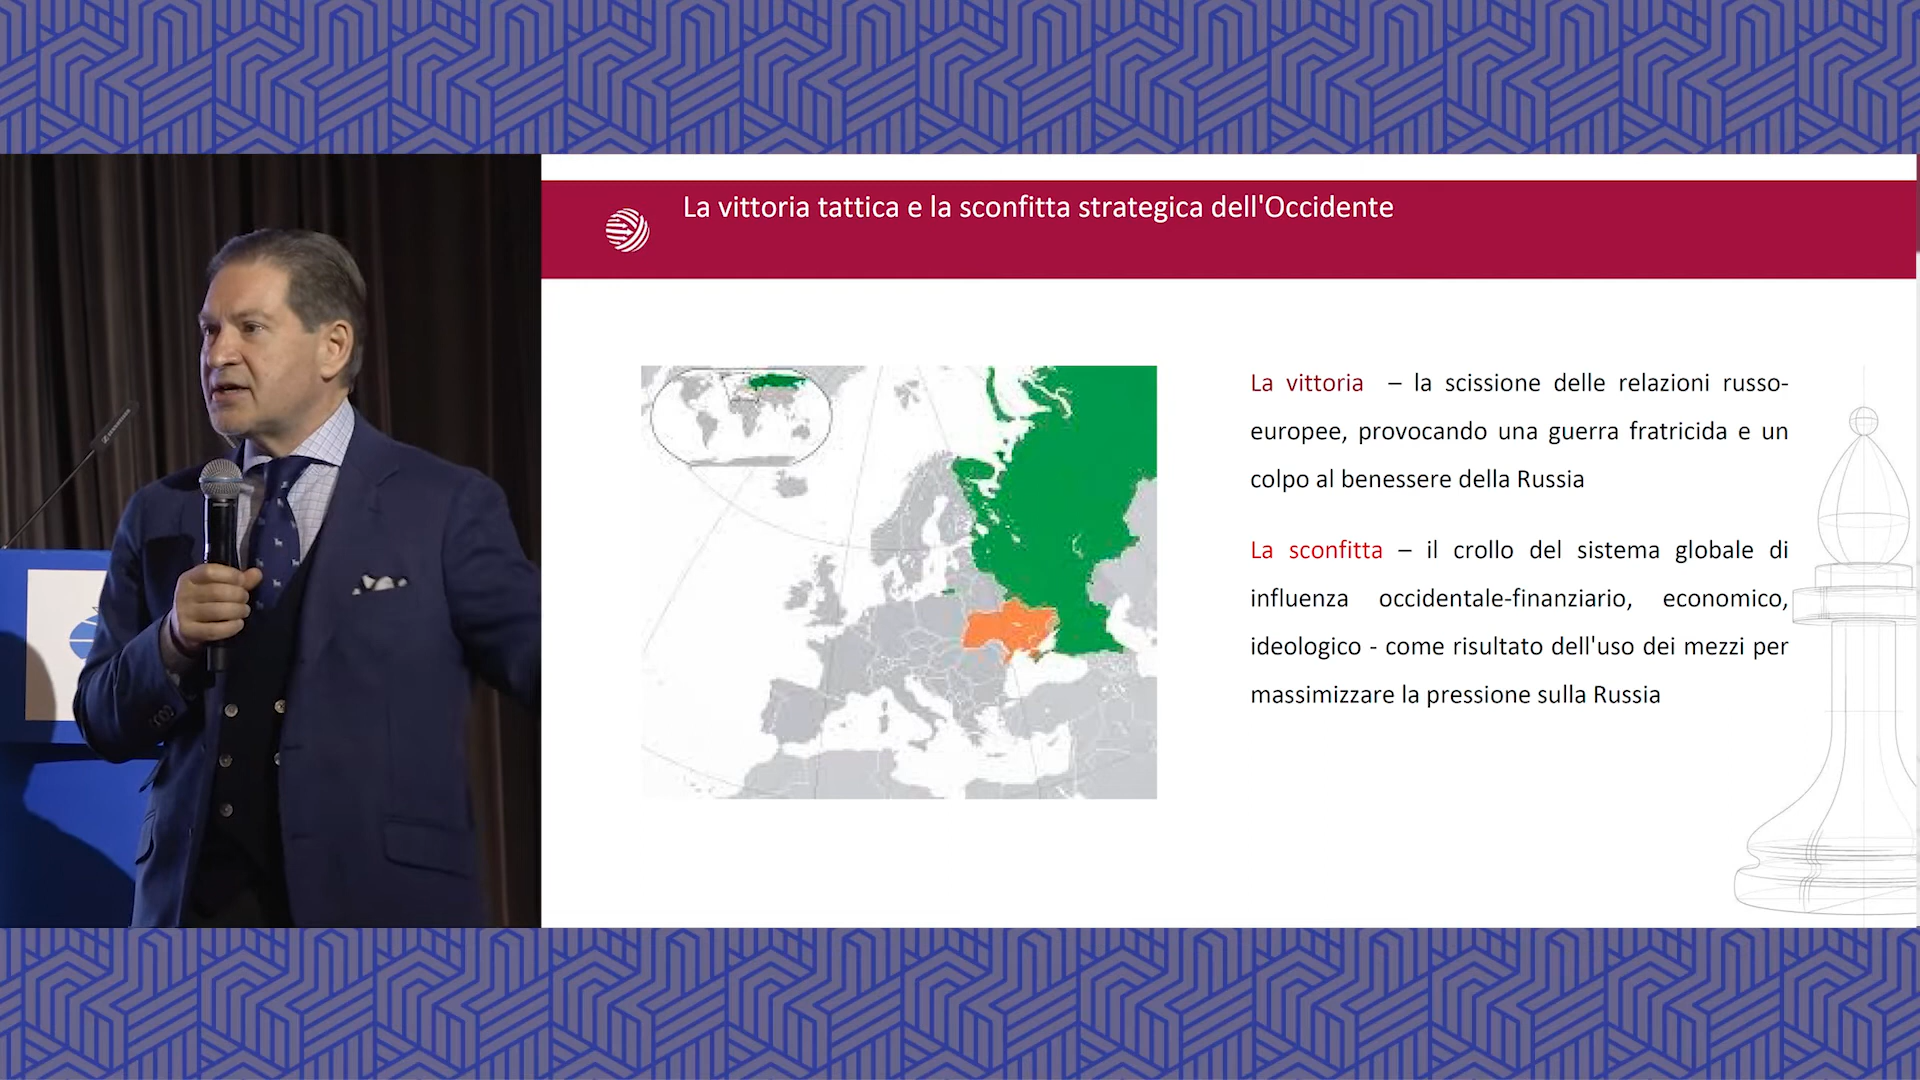 La vittoria tattica e la sconfitta strategica dell'Occidente
La vittoria – la scissione delle relazioni russo-
europee, provocando una guerra fratricida e un
colpo al benessere della Russia
La sconfitta – il crollo del sistema globale di
influenza occidentale-finanziario, economico,
ideologico - come risultato dell'uso dei mezzi per
massimizzare la pressione sulla Russia